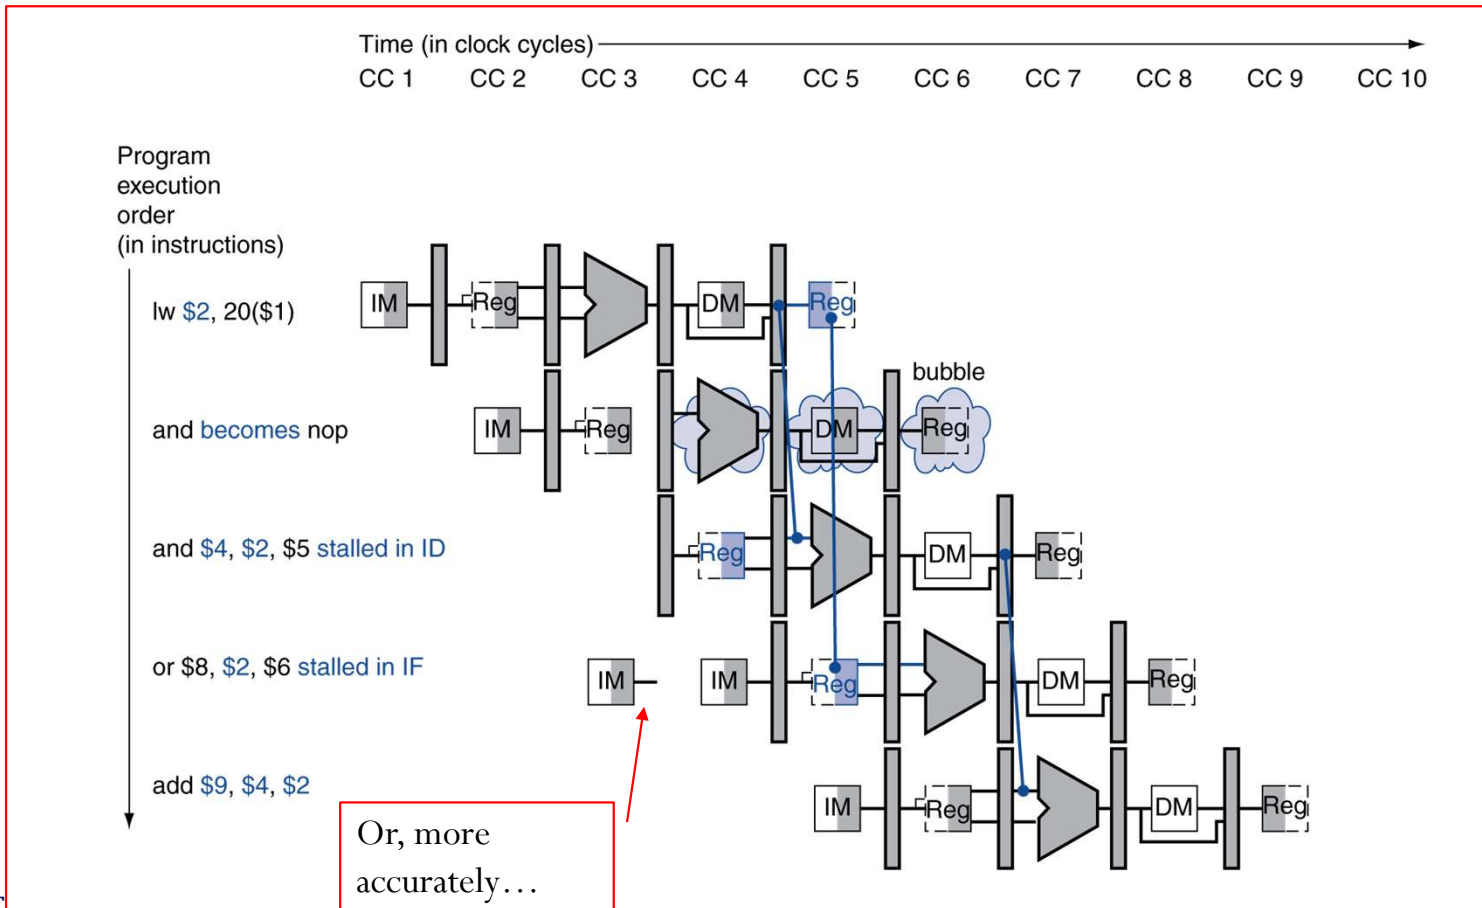 Time (in clock cycles)
CC 1 CC 2 CC 3 CC 4 CC 5 CC 6 CC 7 CC 8 CC 9 CC 10
Program
execution
order
(in instructions)
lw $2, 20($1)
IM Reg DM Reg
bubble
and becomes nop
IM Reg DM Reg
and $4, $2, $5 stalled in ID
Reg DM Reg
or $8, $2, $6 stalled in IF
IM IM Reg DM Reg
add $9, $4, $2
IM Reg DM Reg
Or, more
accurately…